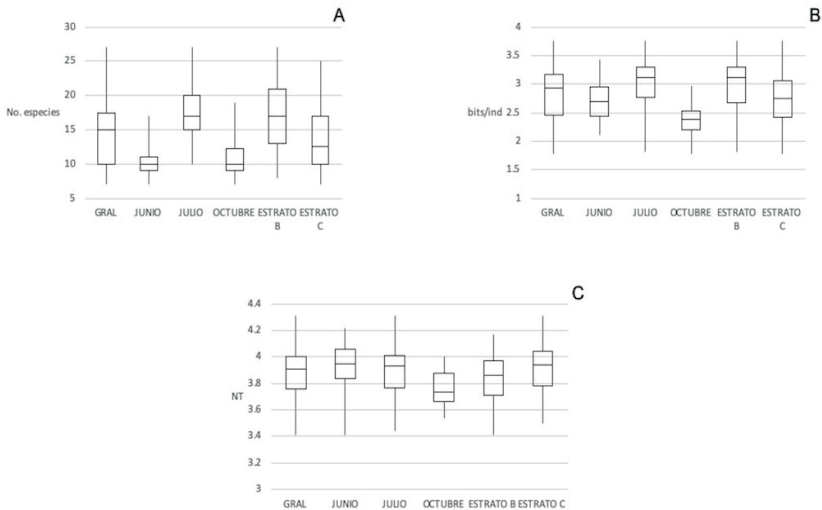 A
30
25
20
No. especies
15
10
5
GRAL JUNIO JULIO OCTUBRE ESTRATO B ESTRATO C
B
4
3.5
3
bits/ind 2.5
2
1.5
1
GRAL JUNIO JULIO OCTUBRE ESTRATO B ESTRATO C
C
4.4
4.2
4
3.8
NT
3.6
3.4
3.2
3
GRAL JUNIO JULIO OCTUBRE ESTRATO B ESTRATO C